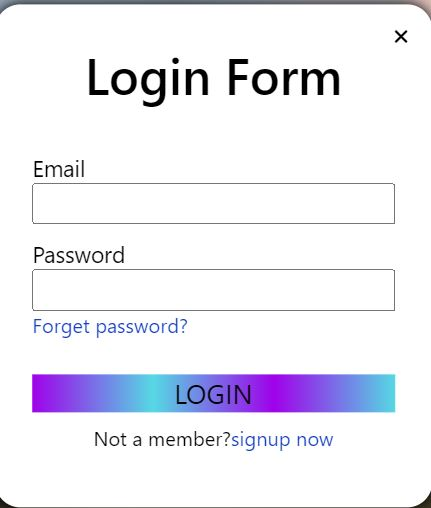 ×
Login Form
Email
Password
Forget password?
LOGIN
Not a member?signup now